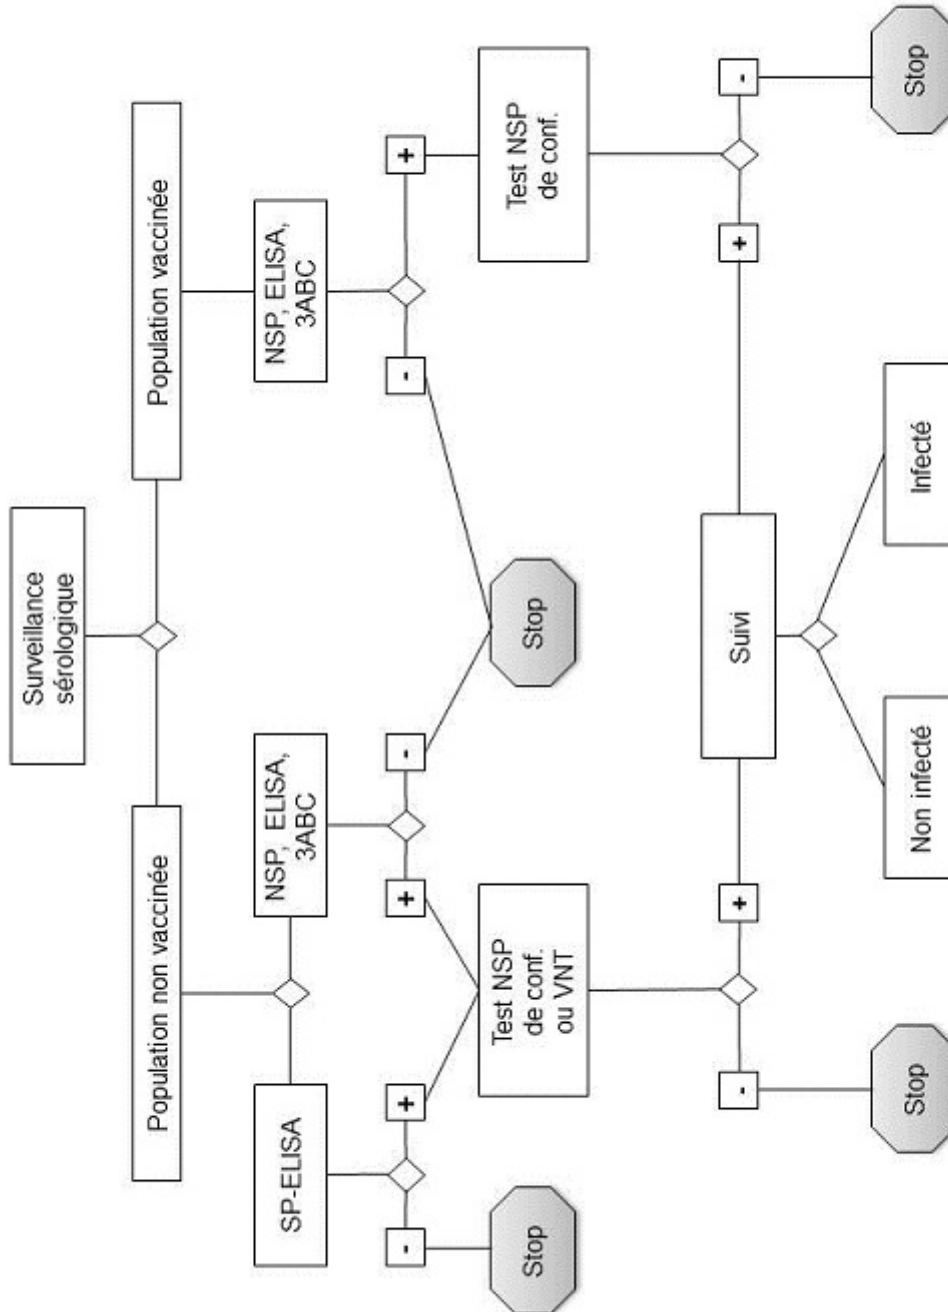 Surveillance
sérologique
Population non vaccinée
Population vaccinée
SP-ELISA
NSP, ELISA,
3ABC
NSP, ELISA,
3ABC
-
+
+
-
-
+
Stop
Test NSP
de conf.
ou VNT
Stop
Test NSP
de conf.
-
+
Suivi
+
-
Stop
Non infecté
Infecté
Stop